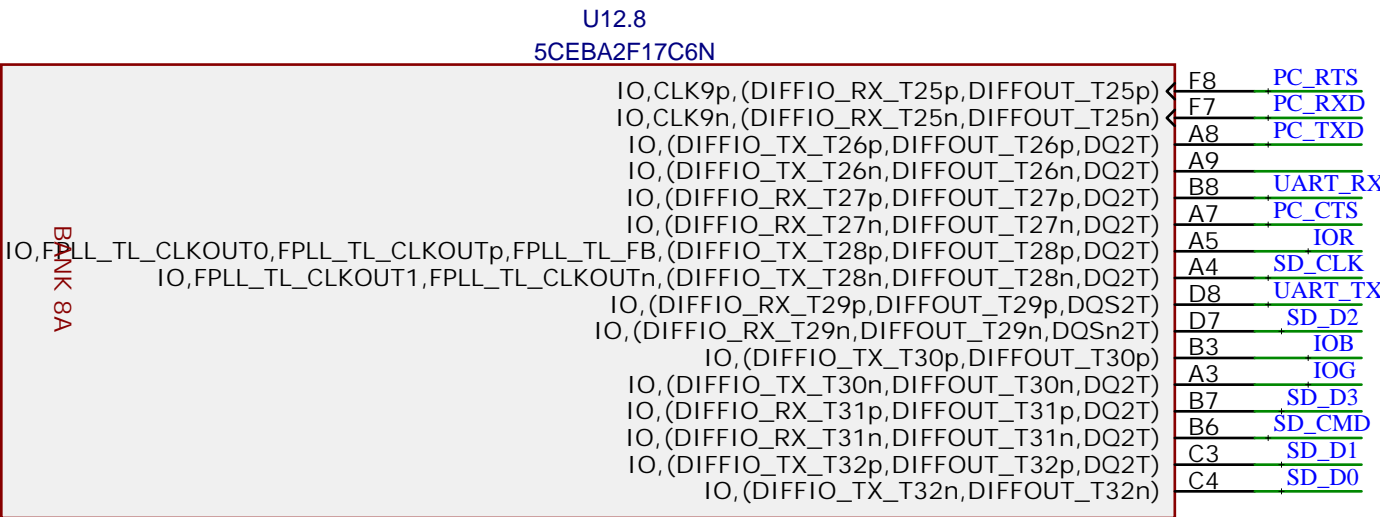 U12.8
5CEBA2F17C6N
IO,CLK9p,(DIFFIO_RX_T25p,DIFFOUT_T25p) F8 PC_RTS
IO,CLK9n,(DIFFIO_RX_T25n,DIFFOUT_T25n) F7 PC_RXD
IO,(DIFFIO_TX_T26p,DIFFOUT_T26p,DQ2T) A8 PC_TXD
IO,(DIFFIO_TX_T26n,DIFFOUT_T26n,DQ2T) A9
IO,(DIFFIO_RX_T27p,DIFFOUT_T27p,DQ2T) B8 UART_RX
IO,(DIFFIO_RX_T27n,DIFFOUT_T27n,DQ2T) A7 PC_CTS
IO,FPLL_TL_CLKOUT0,FPLL_TL_CLKOUTp,FPLL_TL_FB,(DIFFIO_TX_T28p,DIFFOUT_T28p,DQ2T) A5 IOR
IO,FPLL_TL_CLKOUT1,FPLL_TL_CLKOUTn,(DIFFIO_TX_T28n,DIFFOUT_T28n,DQ2T) A4 SD_CLK
IO,(DIFFIO_RX_T29p,DIFFOUT_T29p,DQS2T) D8 UART_TX
IO,(DIFFIO_RX_T29n,DIFFOUT_T29n,DQSn2T) D7 SD_D2
IO,(DIFFIO_TX_T30p,DIFFOUT_T30p) B3 IOB
IO,(DIFFIO_TX_T30n,DIFFOUT_T30n,DQ2T) A3 IOG
IO,(DIFFIO_RX_T31p,DIFFOUT_T31p,DQ2T) B7 SD_D3
IO,(DIFFIO_RX_T31n,DIFFOUT_T31n,DQ2T) B6 SD_CMD
IO,(DIFFIO_TX_T32p,DIFFOUT_T32p,DQ2T) C3 SD_D1
IO,(DIFFIO_TX_T32n,DIFFOUT_T32n) C4 SD_D0
BANK 8A